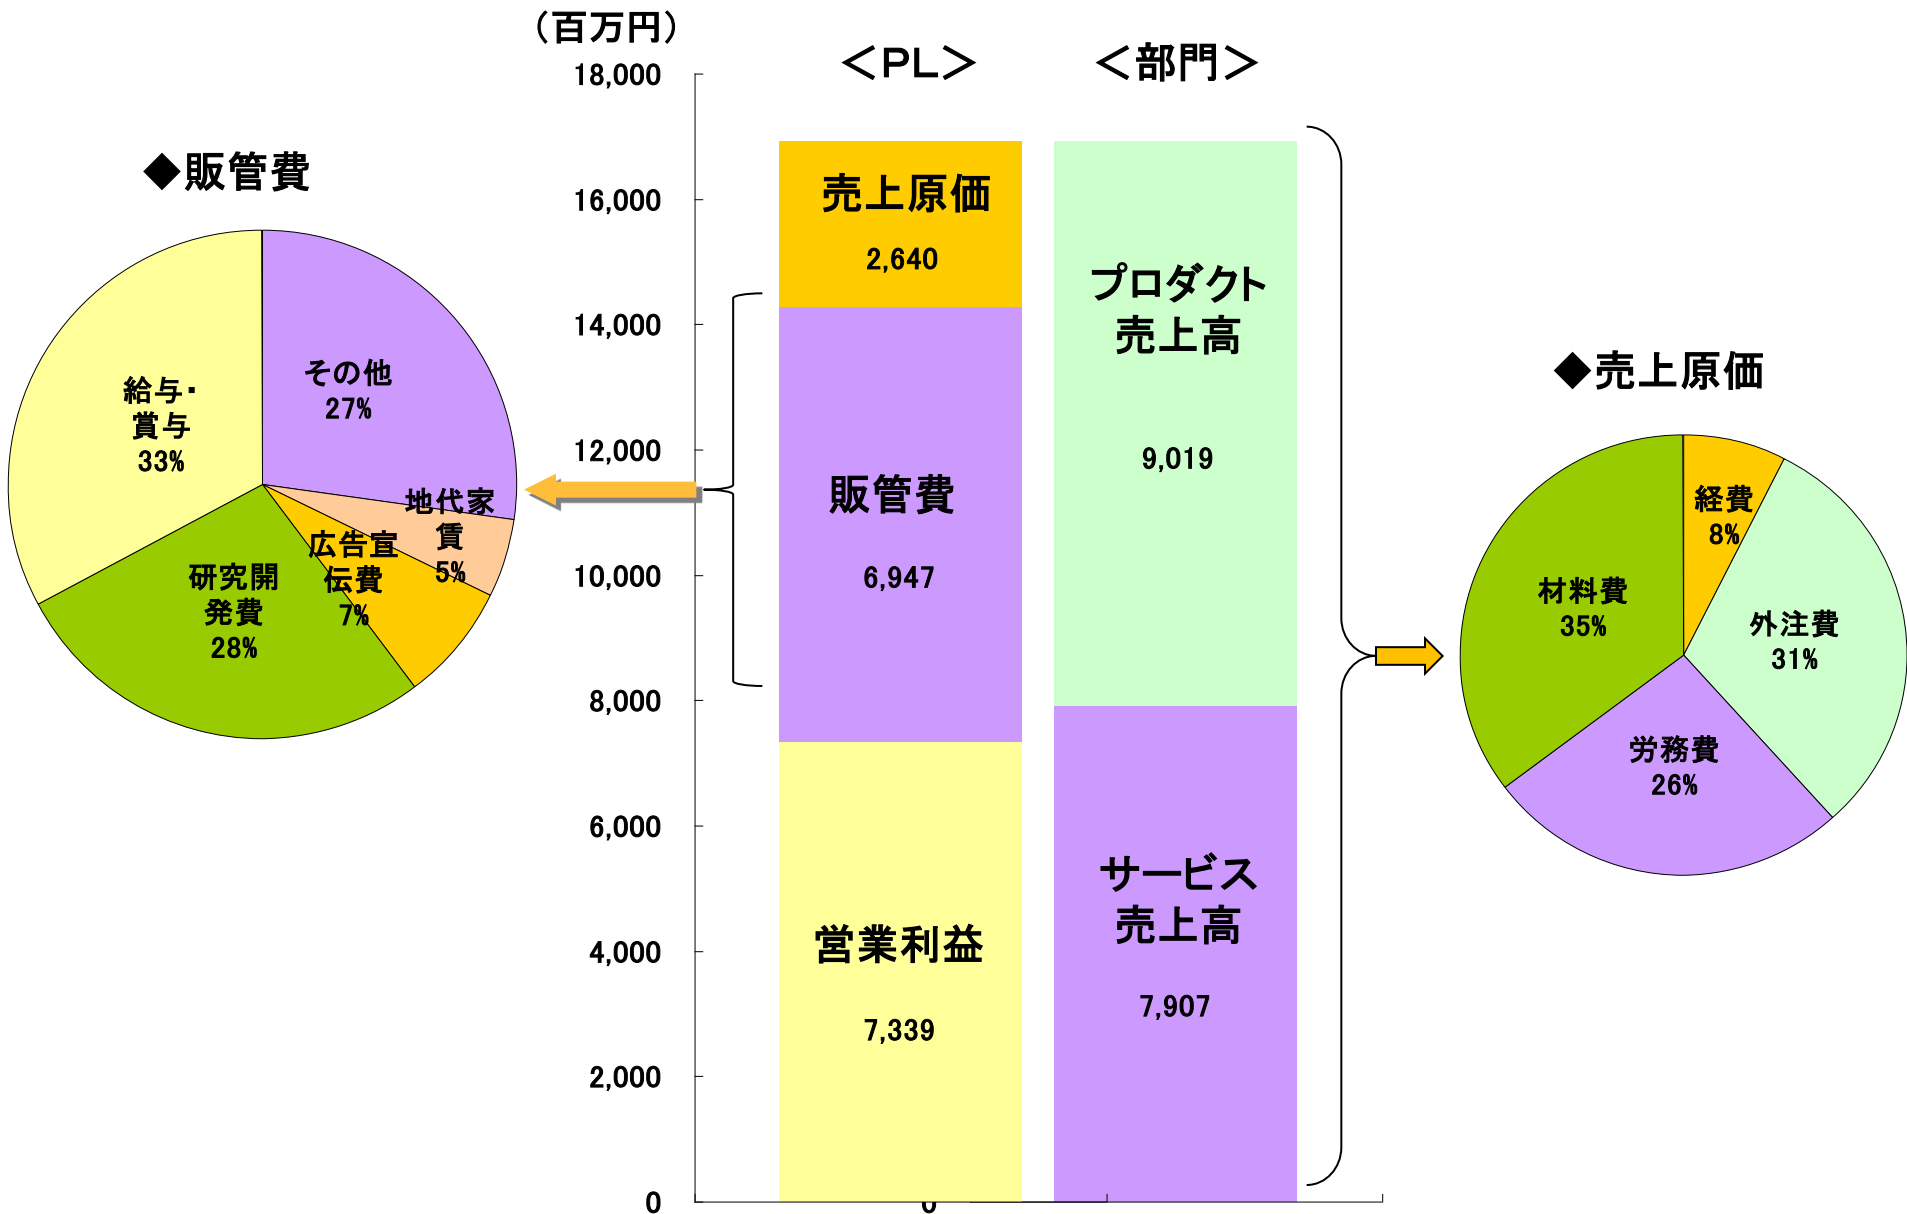 （百万円）
＜PL＞
＜部門＞
18,000
16,000
14,000
12,000
10,000
8,000
6,000
4,000
2,000
0
◆販管費
その他
27%
地代家
賃
5%
広告宣
伝費
7%
研究開
発費
28%
給与・
賞与
33%
売上原価
2,640
販管費
6,947
営業利益
7,339
プロダクト
売上高
9,019
サービス
売上高
7,907
0
◆売上原価
経費
8%
外注費
31%
労務費
26%
材料費
35%